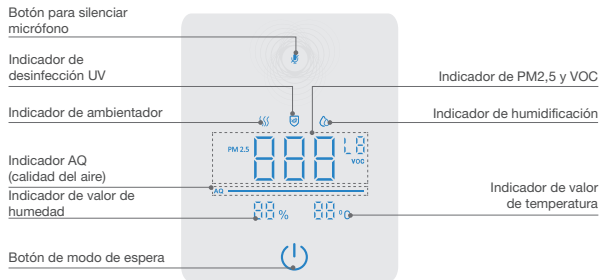 Botón para silenciar
micrófono
Indicador de
desinfección UV
Indicador de PM2,5 y VOC
Indicador de ambientador
Indicador de humidificación
PM 2.5
888
L8
VOC
Indicador AQ
(calidad del aire)
AQ
Indicador de valor de
humedad
88 %
88 °C
Indicador de valor
de temperatura
Botón de modo de espera